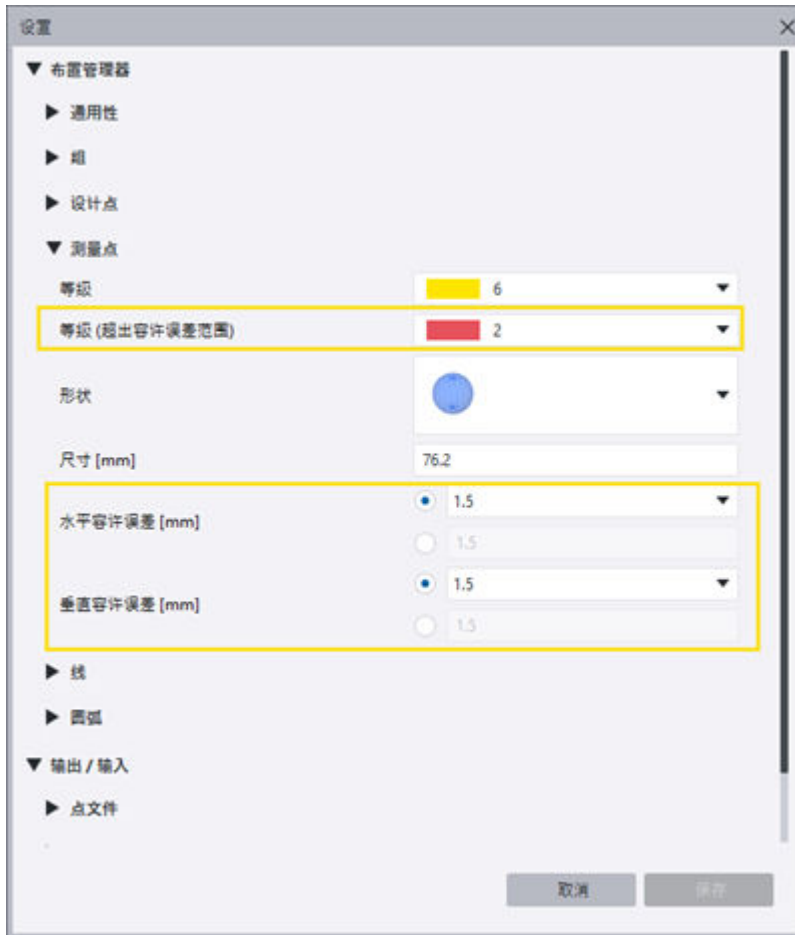 设置
布置管理器
通用性
组
设计点
测量点
等级
6
等级 (超出容许误差范围)
2
形状
尺寸 [mm]
76.2
水平容许误差 [mm]
1.5
1.5
垂直容许误差 [mm]
1.5
1.5
线
圆弧
输出 / 输入
点文件
取消
保存